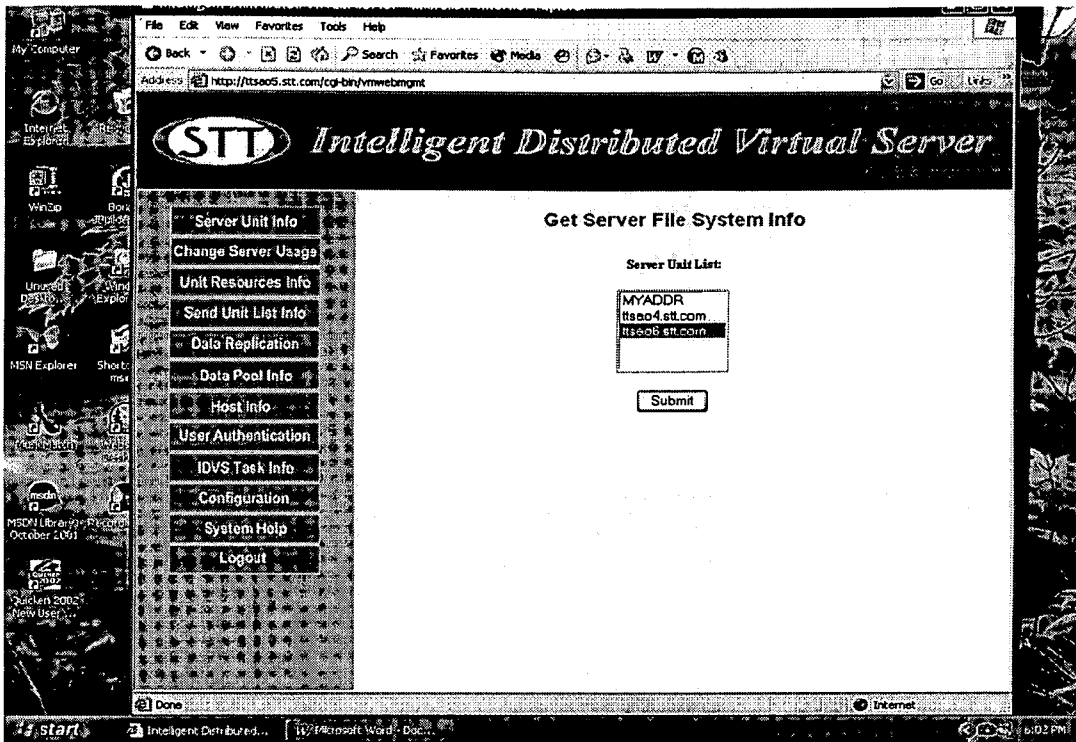 My Computer
File Edit View Favorites Tools Help
Back Search Favorites Media
Address http://ttsao5.stt.com/cgi-bin/vmwebmgmt Go Links
Internet Explorer
STT Intelligent Distributed Virtual Server
WinZip
Server Unit Info
Change Server Usage
Unit Resources Info
Send Unit List Info
Data Replication
Data Pool Info
Host Info
User Authentication
IDVS Task Info
Configuration
System Help
Logout
Get Server File System Info
Server Unit List:
MYADDR
ttsao4.stt.com
ttsao6.stt.com
Submit
MSN Explorer
msdn
MSDN Library
October 2001
Quicken 2002
New User
Done
Internet
start
Intelligent Distributed...
Microsoft Word - Doc...
6:02 PM